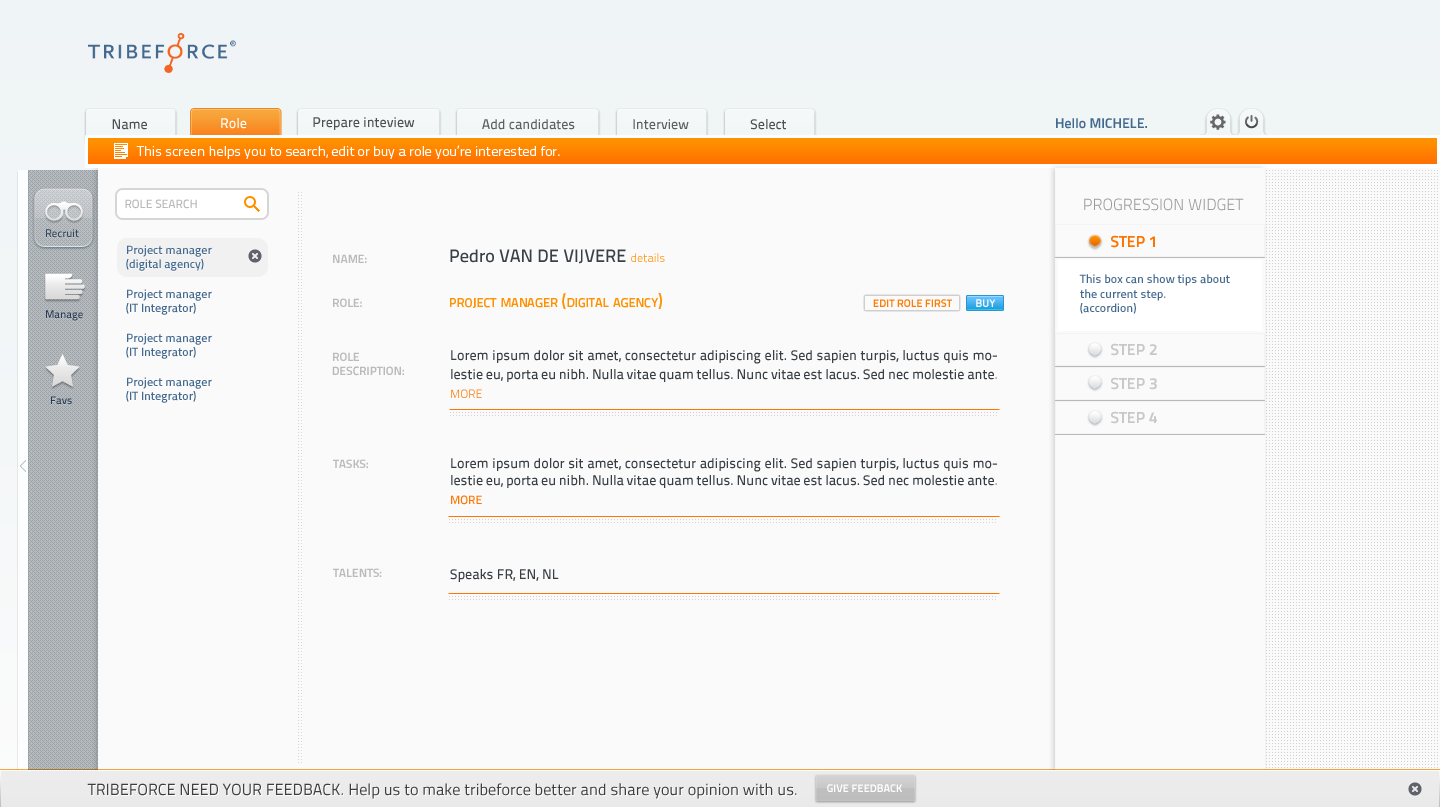 TRIBEFORCE®
Name
Role
Prepare inteview
Add candidates
Interview
Select
Hello MICHELE.
This screen helps you to search, edit or buy a role you're interested for.
Recruit
Manage
Favs
ROLE SEARCH
Project manager
(digital agency)
Project manager
(IT Integrator)
Project manager
(IT Integrator)
Project manager
(IT Integrator)
NAME:
Pedro VAN DE VIJVERE details
ROLE:
PROJECT MANAGER (DIGITAL AGENCY)
EDIT ROLE FIRST
BUY
ROLE
DESCRIPTION:
Lorem ipsum dolor sit amet, consectetur adipiscing elit. Sed sapien turpis, luctus quis mo-
lestie eu, porta eu nibh. Nulla vitae quam tellus. Nunc vitae est lacus. Sed nec molestie ante.
MORE
TASKS:
Lorem ipsum dolor sit amet, consectetur adipiscing elit. Sed sapien turpis, luctus quis mo-
lestie eu, porta eu nibh. Nulla vitae quam tellus. Nunc vitae est lacus. Sed nec molestie ante.
MORE
TALENTS:
Speaks FR, EN, NL
PROGRESSION WIDGET
STEP 1
This box can show tips about
the current step.
(accordion)
STEP 2
STEP 3
STEP 4
TRIBEFORCE NEED YOUR FEEDBACK. Help us to make tribeforce better and share your opinion with us.
GIVE FEEDBACK